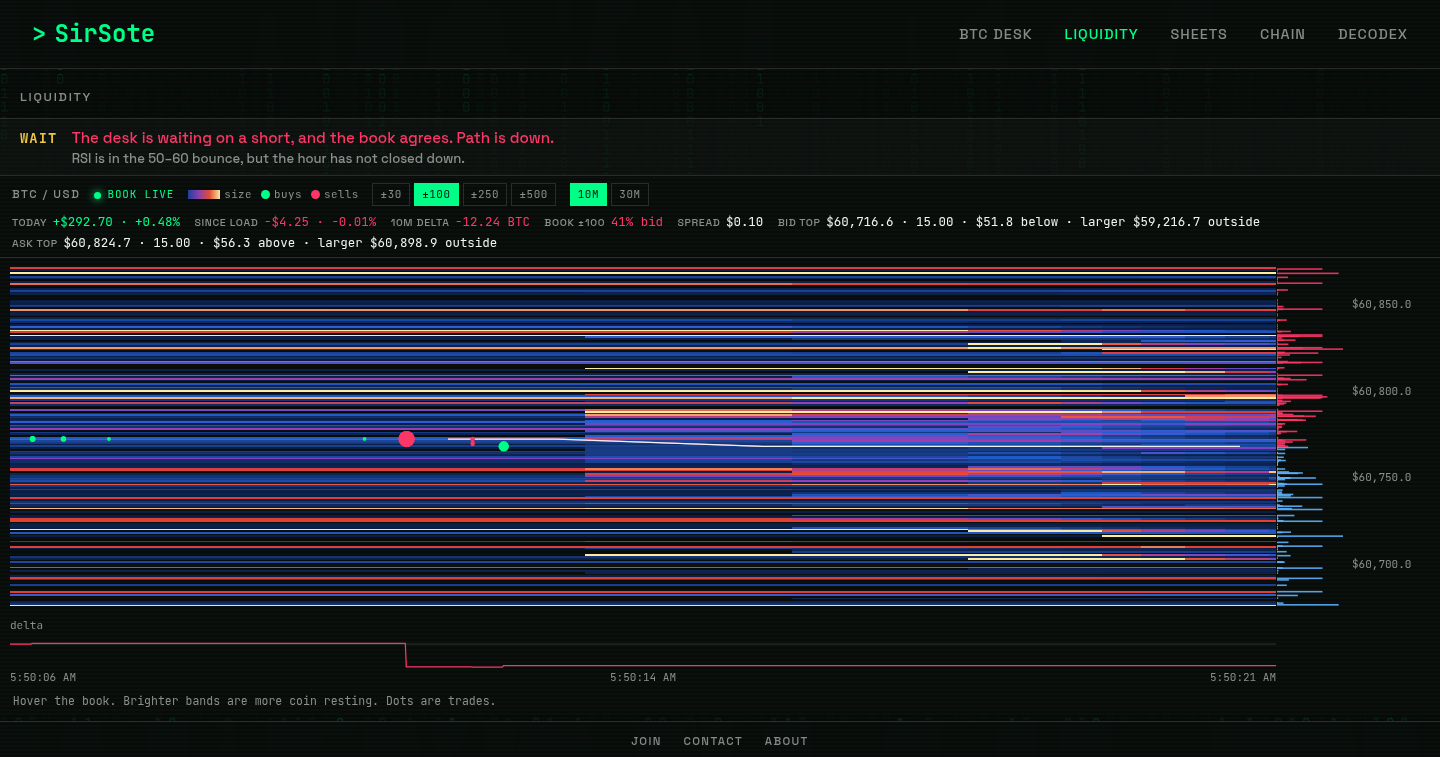 > SirSote
BTC DESK LIQUIDITY SHEETS CHAIN DECODEX
LIQUIDITY
WAIT The desk is waiting on a short, and the book agrees. Path is down.
RSI is in the 50–60 bounce, but the hour has not closed down.
BTC / USD BOOK LIVE size buys sells ±30 ±100 ±250 ±500 10M 30M
TODAY +$292.70 · +0.48% SINCE LOAD -$4.25 · -0.01% 10M DELTA -12.24 BTC BOOK ±100 41% bid SPREAD $0.10 BID TOP $60,716.6 · 15.00 · $51.8 below · larger $59,216.7 outside
ASK TOP $60,824.7 · 15.00 · $56.3 above · larger $60,898.9 outside
$60,850.0
$60,800.0
$60,750.0
$60,700.0
delta
5:50:06 AM 5:50:14 AM 5:50:21 AM
Hover the book. Brighter bands are more coin resting. Dots are trades.
JOIN CONTACT ABOUT